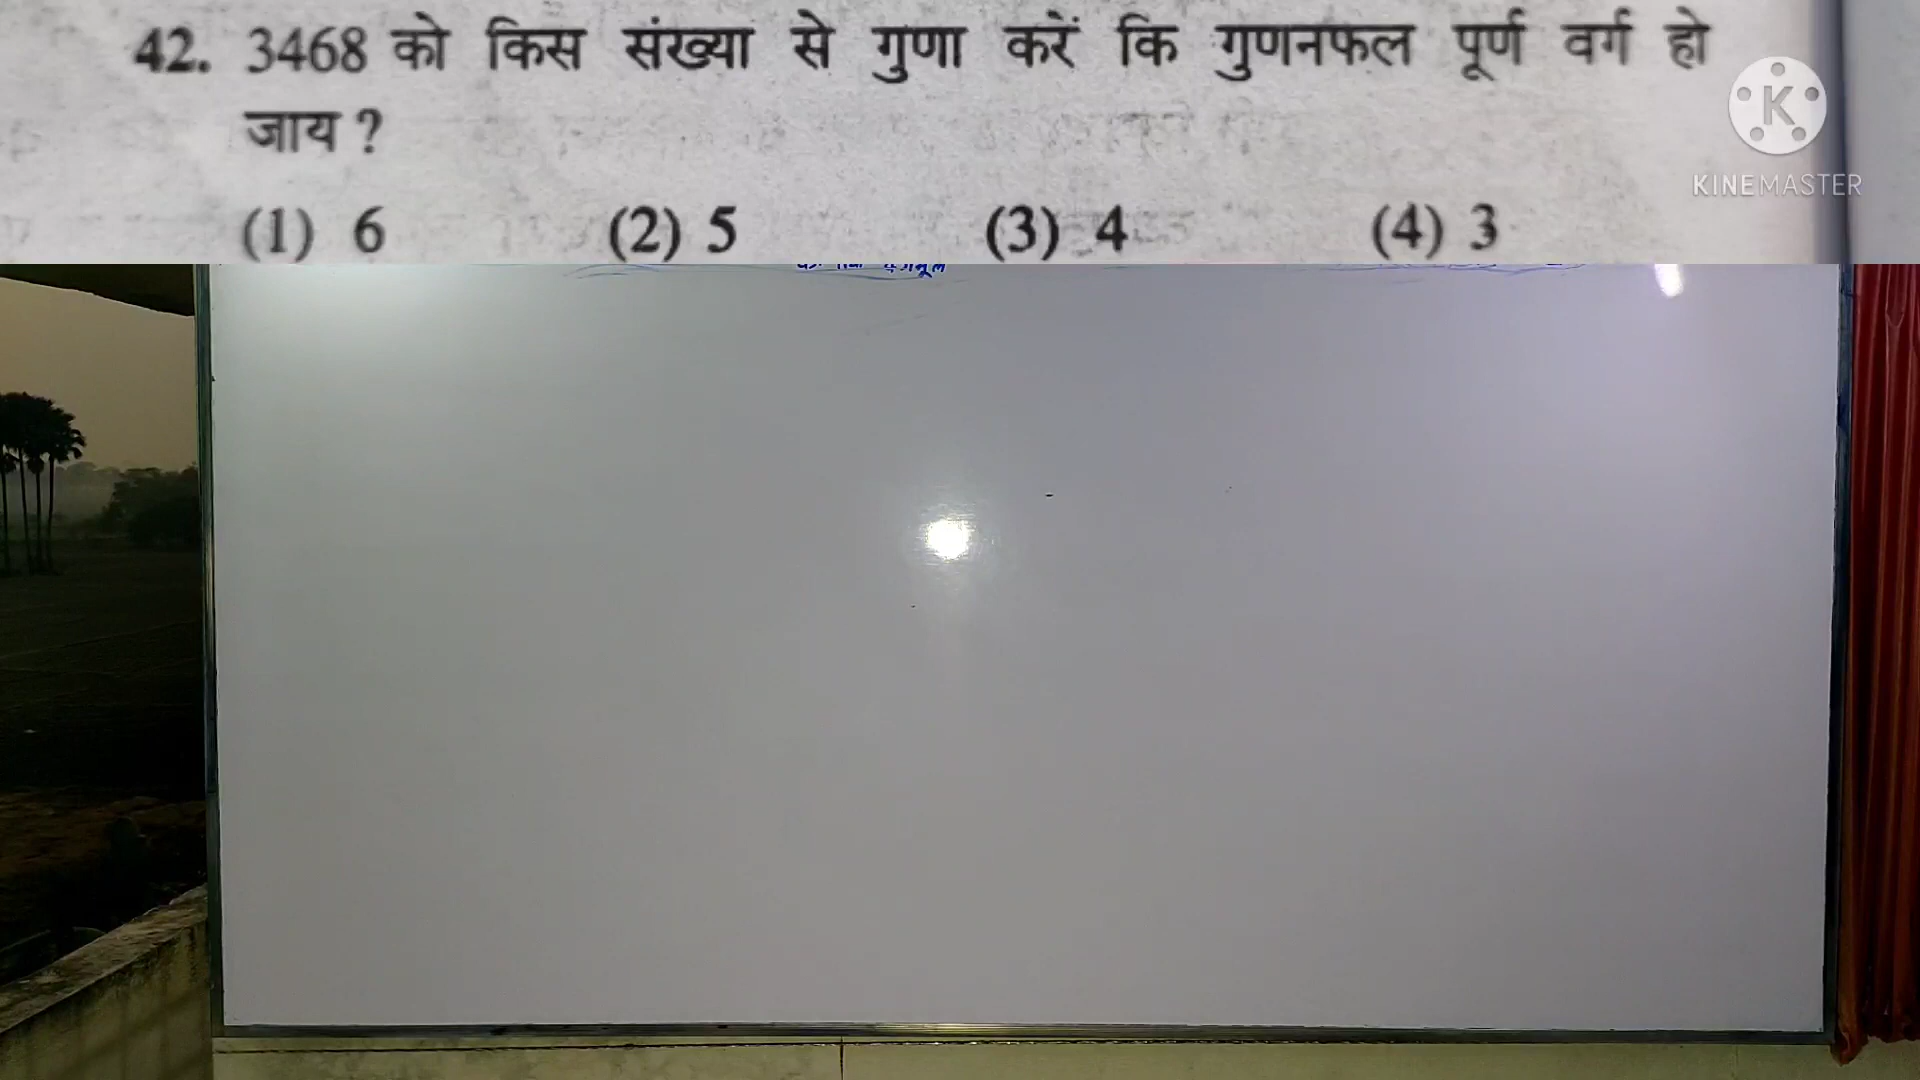 42. 3468 को किस संख्या से गुणा करें कि गुणनफल पूर्ण वर्ग हो
जाय ?
(1) 6 (2) 5 (3) 4 (4) 3
KINEMASTER